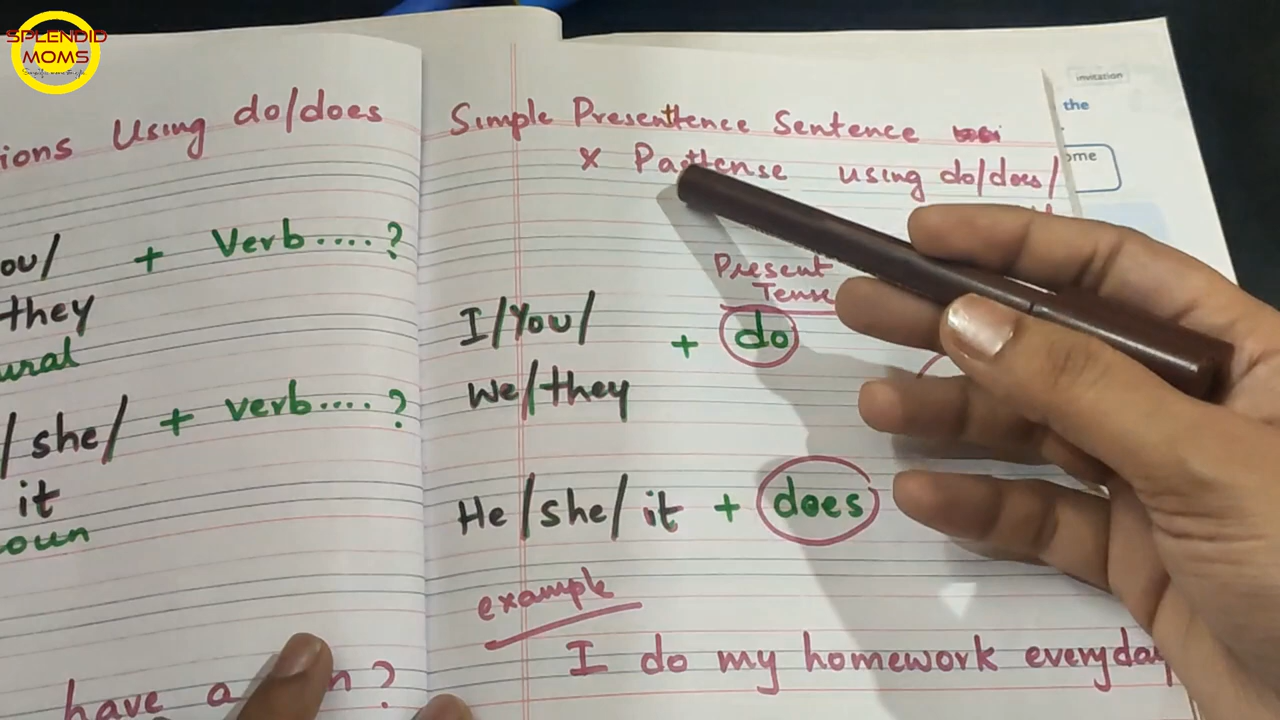 SPLENDID
MOMS
invitation
the
ome
ions Using do/does
ou/ + Verb....?
they
ural
/she/ + verb....?
it
oun
have a n?
Simple Presenttence Sentence
x Pasttense using do/does/
Present
Tense
I/You/ + do
We/they
He/she/it + does
example
I do my homework everyday